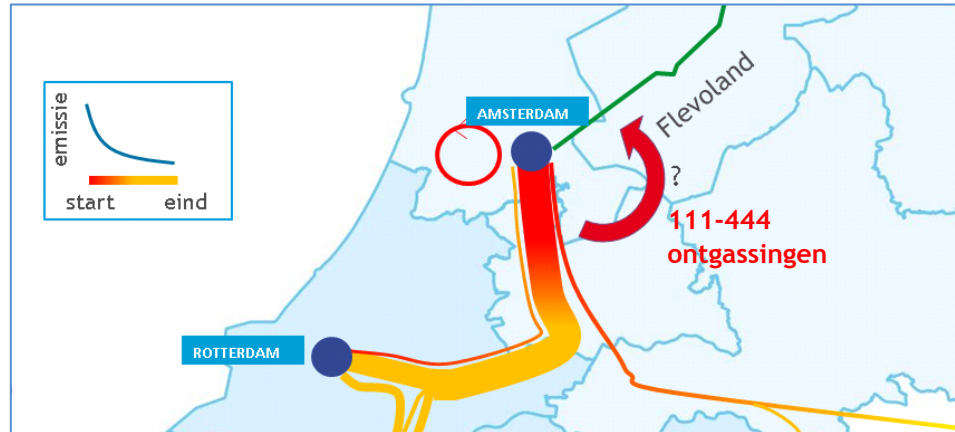 emissie
start eind
AMSTERDAM
Flevoland
?
111-444
ontgassingen
ROTTERDAM